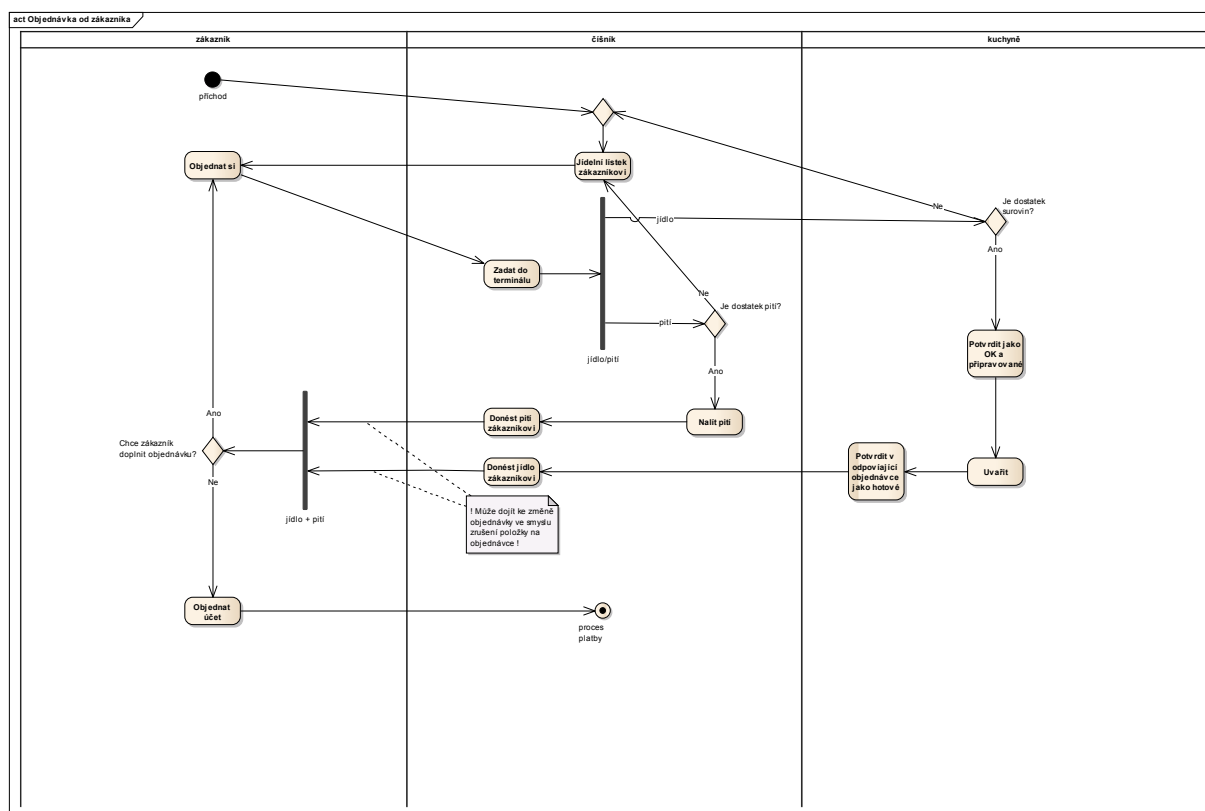 act Objednávka od zákazníka
zákazník
číšník
kuchyně
příchod
Objednat si
Jídelní lístek
zákazníkovi
Ne
Je dostatek
surovin?
jídlo
Ano
Zadat do
terminálu
Ne
Je dostatek pití?
pití
jídlo/pití
Potvrdit jako
OK a
připravované
Ano
Ano
Donést pití
zákazníkovi
Nalít pití
Chce zákazník
doplnit objednávku?
Ne
Donést jídlo
zákazníkovi
Potvrdit v
odpovíající
objednávce
jako hotové
Uvařit
jídlo + pití
! Může dojít ke změně
objednávky ve smyslu
zrušení položky na
objednávce !
Objednat
účet
proces
platby